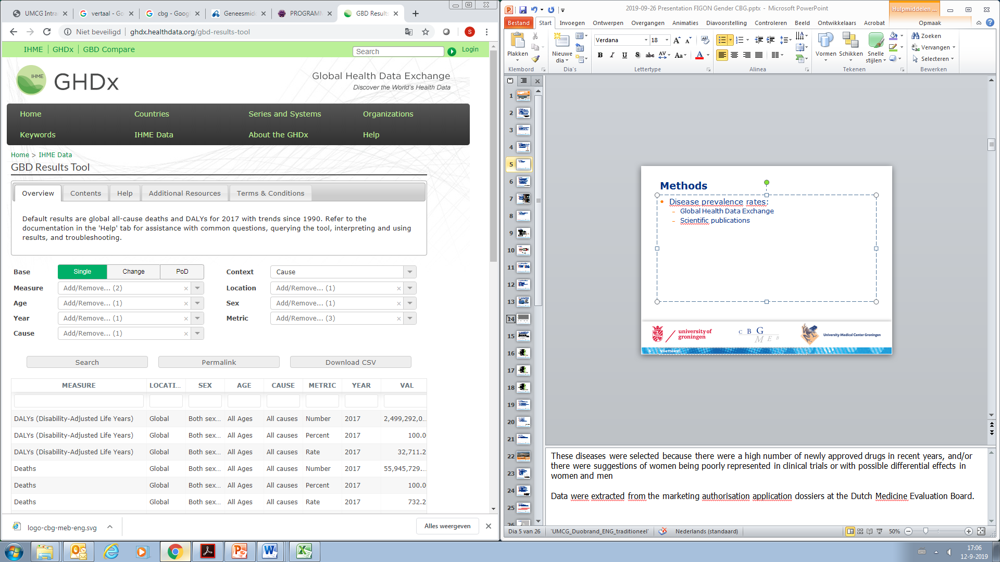 UMCG Intra
vertaal - Go
cbg - Goog
Geneesmid
PROGRAMM
GBD Results
Niet beveiligd
ghdx.healthdata.org/gbd-results-tool
S
IHME
GHDx
GBD Compare
Search
Login
IHME
GHDx
Global Health Data Exchange
Discover the World's Health Data
Home
Countries
Series and Systems
Organizations
Keywords
IHME Data
About the GHDx
Help
Home > IHME Data
GBD Results Tool
Overview
Contents
Help
Additional Resources
Terms & Conditions
Default results are global all-cause deaths and DALYs for 2017 with trends since 1990. Refer to the
documentation in the 'Help' tab for assistance with common questions, querying the tool, interpreting and using
results, and troubleshooting.
Base Single Change PoD Context Cause
Measure Add/Remove... (2) Location Add/Remove... (1)
Age Add/Remove... (1) Sex Add/Remove... (1)
Year Add/Remove... (1) Metric Add/Remove... (3)
Cause Add/Remove... (1)
Search
Permalink
Download CSV
MEASURE LOCATI... SEX AGE CAUSE METRIC YEAR VAL
DALYs (Disability-Adjusted Life Years) Global Both sex... All Ages All causes Number 2017 2,499,292,0...
DALYs (Disability-Adjusted Life Years) Global Both sex... All Ages All causes Percent 2017 100.0
DALYs (Disability-Adjusted Life Years) Global Both sex... All Ages All causes Rate 2017 32,711.2
Deaths Global Both sex... All Ages All causes Number 2017 55,945,729....
Deaths Global Both sex... All Ages All causes Percent 2017 100.0
Deaths Global Both sex... All Ages All causes Rate 2017 732.2
logo-cbg-meb-eng.svg
Alles weergeven
2019-09-26 Presentation FIGON Gender CBG.pptx - Microsoft PowerPoint
Hulpmiddelen ...
Bestand Start Invoegen Ontwerpen Overgangen Animaties Diavoorstelling Controleren Beeld Ontwikkelaars Acrobat Opmaak
Plakken
Klembord
Nieuwe
dia
Dia's
Verdana
18
B I U S abc AV Aa A
Lettertype
Alinea
Vormen
Schikken
Snelle
stijlen
Tekenen
Zoeken
Vervangen
Selecteren
Bewerken
1
2
3
4
5
6
7
8
9
10
11
12
13
14
15
16
17
18
19
20
21
22
23
24
25
26
Methods
• Disease prevalence rates:
– Global Health Data Exchange
– Scientific publications
university of
groningen
C B G
M E B
University Medical Center Groningen
5 Voettekst
These diseases were selected because there were a high number of newly approved drugs in recent years, and/or
there were suggestions of women being poorly represented in clinical trials or with possible differential effects in
women and men
Data were extracted from the marketing authorisation application dossiers at the Dutch Medicine Evaluation Board.
Dia 5 van 26
'UMCG_Duobrand_ENG_traditioneel'
Nederlands (standaard)
50%
17:06
12-9-2019